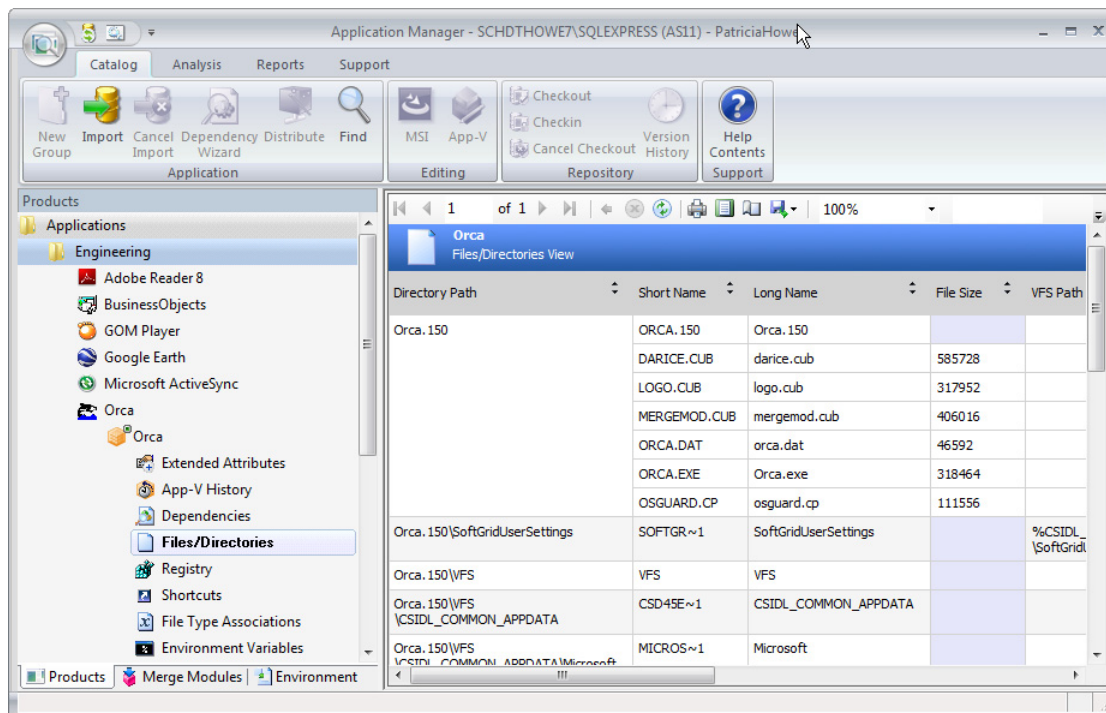 Application Manager - SCHDTHOWE7\SQLEXPRESS (AS11) - PatriciaHowe
Catalog Analysis Reports Support
New Group Import Cancel Import Dependency Wizard Distribute Find
Application
MSI App-V
Editing
Checkout
Checkin
Cancel Checkout
Version History
Repository
Help Contents
Support
Products
Applications
Engineering
Adobe Reader 8
BusinessObjects
GOM Player
Google Earth
Microsoft ActiveSync
Orca
Orca
Extended Attributes
App-V History
Dependencies
Files/Directories
Registry
Shortcuts
File Type Associations
Environment Variables
Products Merge Modules Environment
1 of 1 100%
Orca
Files/Directories View
Directory Path Short Name Long Name File Size VFS Path
Orca.150 ORCA.150 Orca.150
DARICE.CUB darice.cub 585728
LOGO.CUB logo.cub 317952
MERGEMOD.CUB mergemod.cub 406016
ORCA.DAT orca.dat 46592
ORCA.EXE Orca.exe 318464
OSGUARD.CP osguard.cp 111556
Orca.150\SoftGridUserSettings SOFTGR~1 SoftGridUserSettings %CSIDL_
\SoftGridU
Orca.150\VFS VFS VFS
Orca.150\VFS CSD45E~1 CSIDL_COMMON_APPDATA
\CSIDL_COMMON_APPDATA
Orca.150\VFS MICROS~1 Microsoft
\CSIDL_COMMON_APPDATA\Microsoft